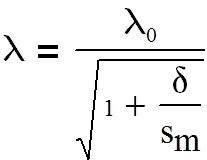 λ = λ₀ / √(1 + δ / sₘ)